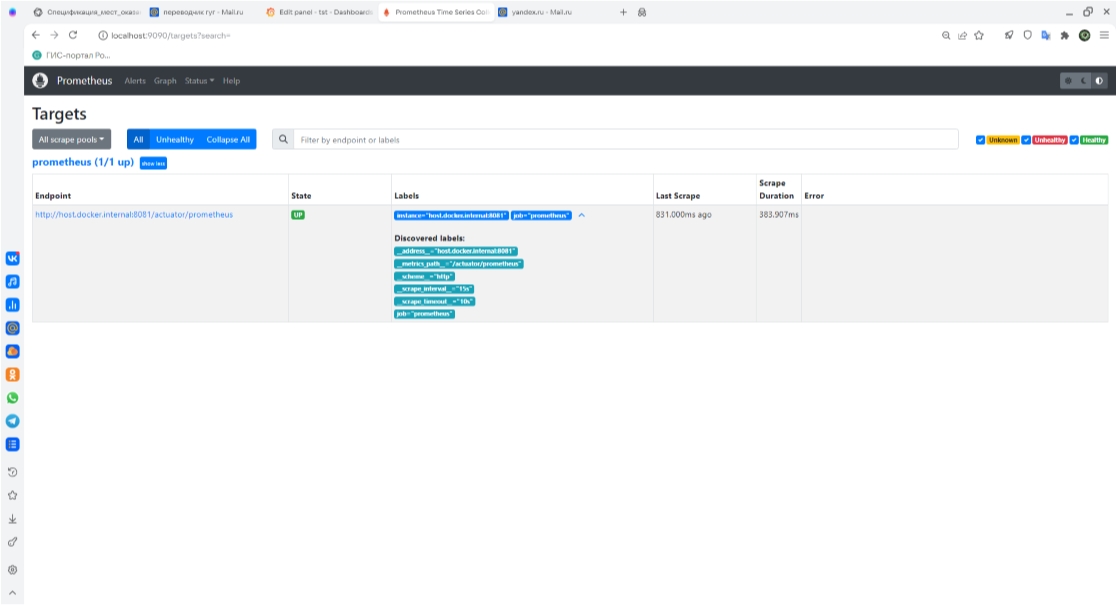 Спецификация_мест_оказа
переводчик гугл - Mail.ru
Edit panel - tst - Dashboards
Prometheus Time Series Coll
yandex.ru - Mail.ru
localhost:9090/targets?search=
ГИС-портал Ро...
Prometheus Alerts Graph Status Help
Targets
All scrape pools
All Unhealthy Collapse All
Filter by endpoint or labels
Unknown Unhealthy Healthy
prometheus (1/1 up) show less
Endpoint State Labels Last Scrape Scrape Duration Error
http://host.docker.internal:8081/actuator/prometheus
UP
instance="host.docker.internal:8081" job="prometheus"
831.000ms ago
383.907ms
Discovered labels:
__address__="host.docker.internal:8081"
__metrics_path__="/actuator/prometheus"
__scheme__="http"
__scrape_interval__="15s"
__scrape_timeout__="10s"
job="prometheus"